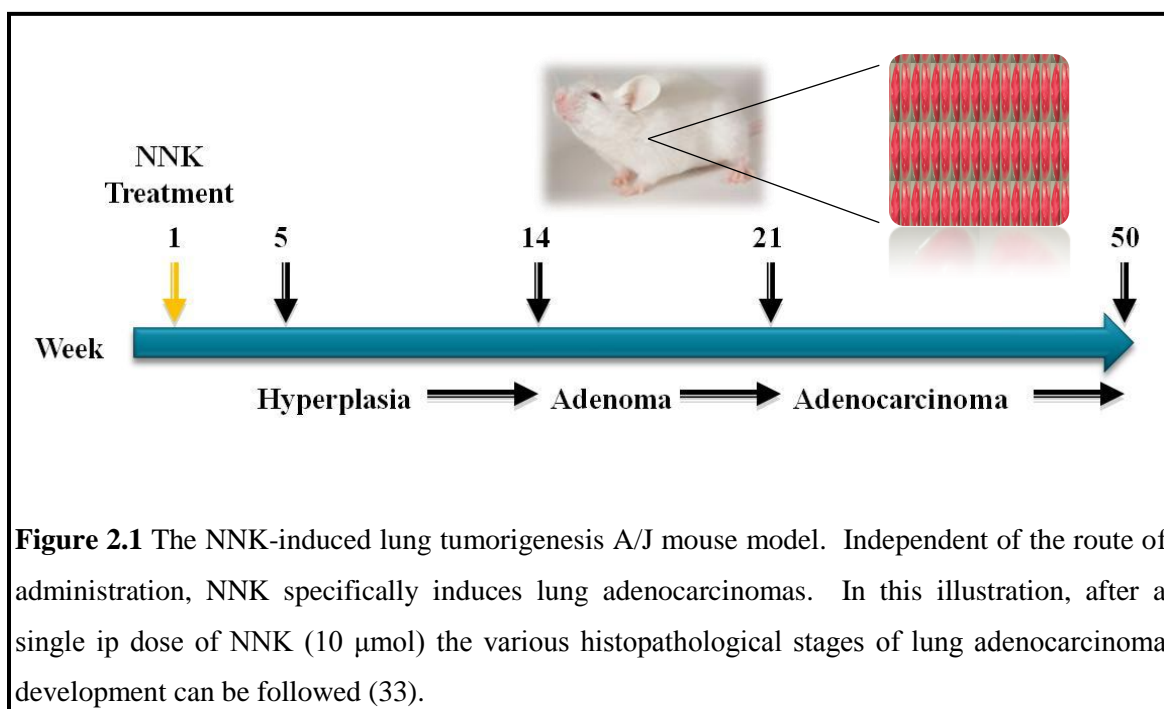 NNK
Treatment
1 5 14 21 50
Week
Hyperplasia Adenoma Adenocarcinoma
Figure 2.1 The NNK-induced lung tumorigenesis A/J mouse model. Independent of the route of
administration, NNK specifically induces lung adenocarcinomas. In this illustration, after a
single ip dose of NNK (10 μmol) the various histopathological stages of lung adenocarcinoma
development can be followed (33).